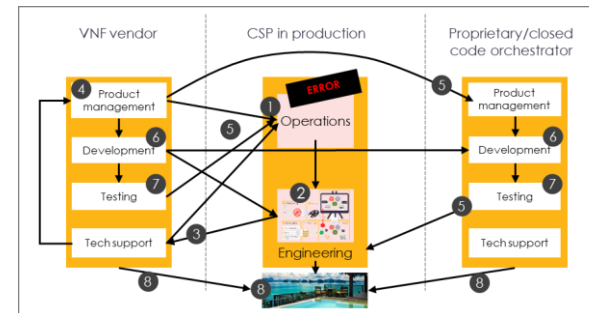 VNF vendor
CSP in production
Proprietary/closed
code orchestrator
4
Product
management
6
Development
7
Testing
Tech support
8
ERROR
1
Operations
5
2
3
Engineering
8
5
Product
management
6
Development
7
Testing
5
Tech support
8